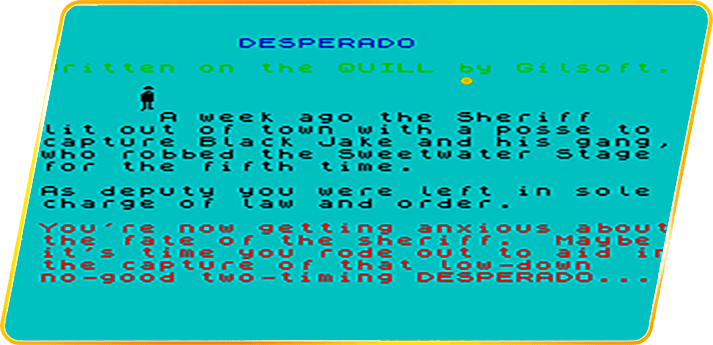 DESPERADO
written on the QUILL by Gilsoft.
A week ago the Sheriff
lit out of town with a posse to
capture Black Jake and his gang,
who robbed the Sweetwater Stage
for the fifth time.
As deputy you were left in sole
charge of law and order.
You're now getting anxious about
the fate of the sheriff. Maybe
it's time you rode out to aid in
the capture of that low-down
no-good two-timing DESPERADO...